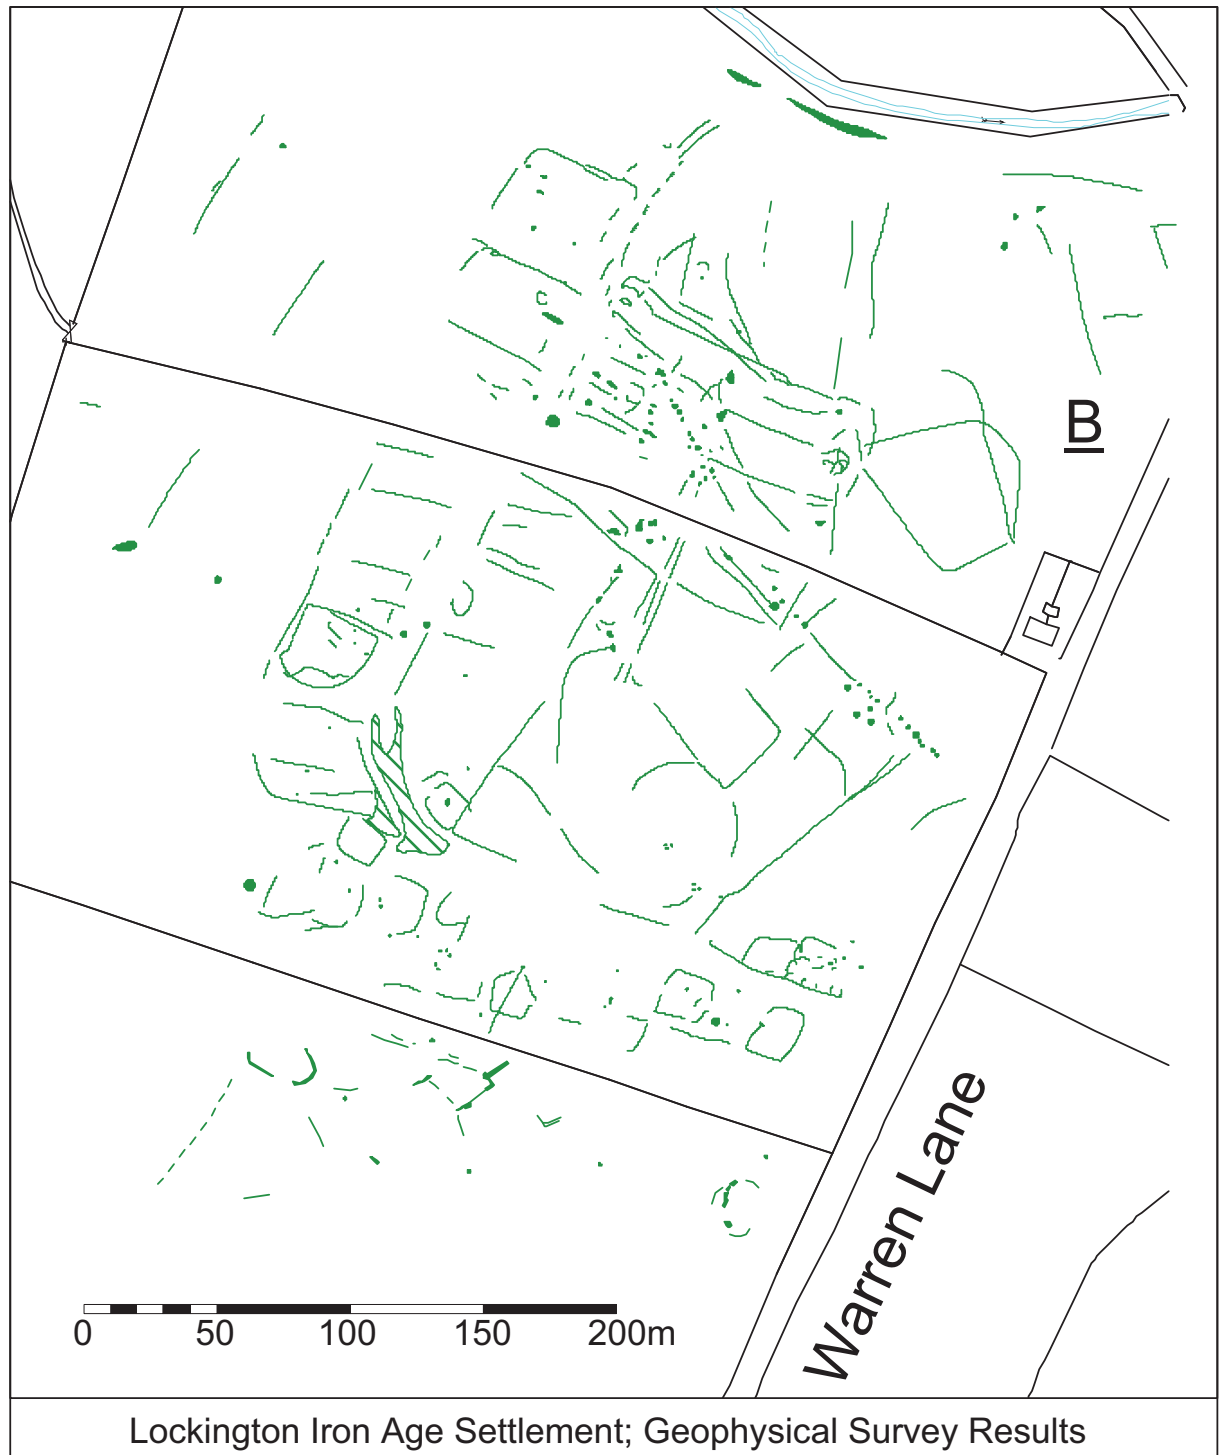 B
Warren Lane
0 50 100 150 200m
Lockington Iron Age Settlement; Geophysical Survey Results